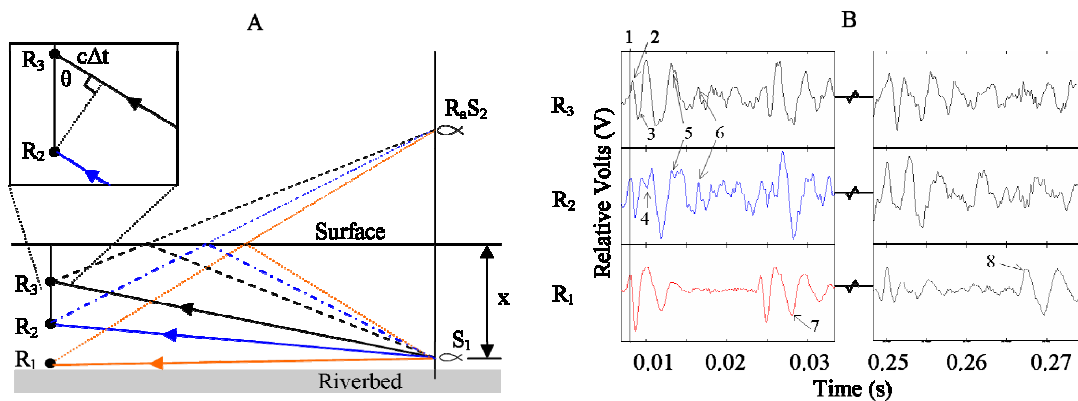 A
R3
cΔt
θ
R2
RaS2
Surface
R3
x
R2
S1
R1
Riverbed
B
1 2
R3
3 5 6
R2
4
R1
8
7
Relative Volts (V)
0.01 0.02 0.03 0.25 0.26 0.27
Time (s)